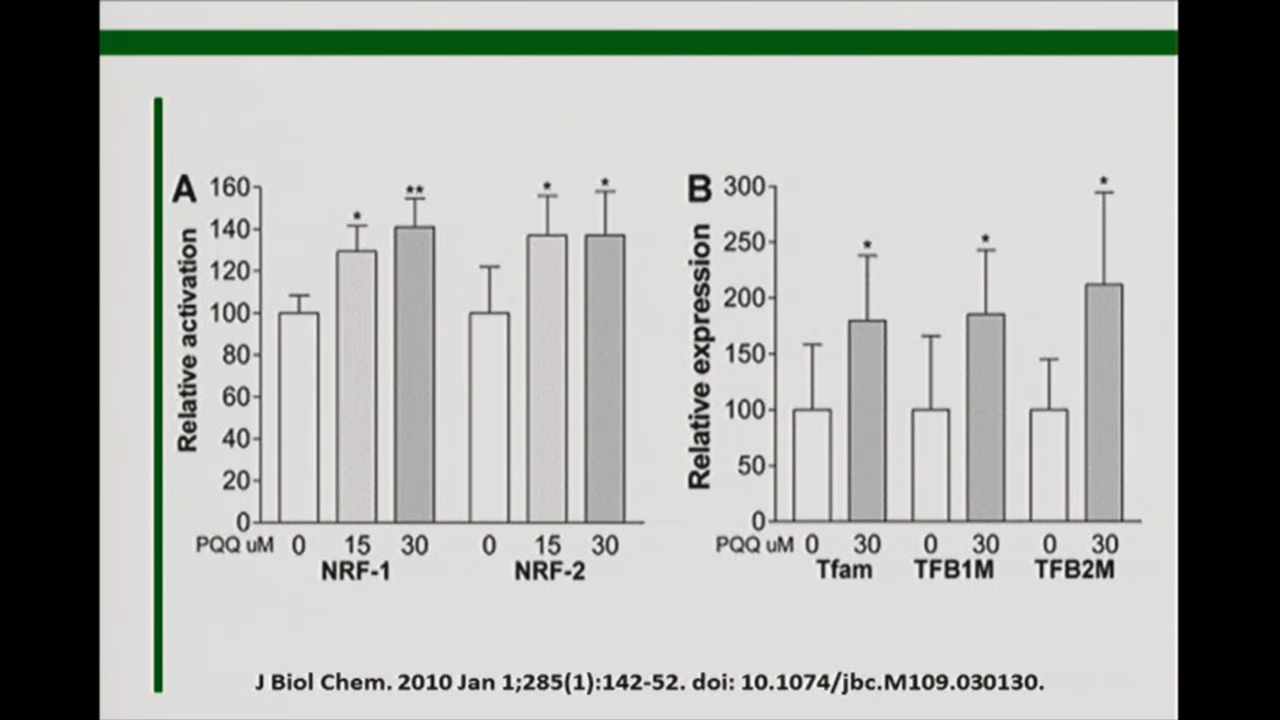 A
Relative activation
160
140
120
100
80
60
40
20
0
* ** * *
PQQ uM 0 15 30 0 15 30
NRF-1 NRF-2
B
Relative expression
300
250
200
150
100
50
0
* * *
PQQ uM 0 30 0 30 0 30
Tfam TFB1M TFB2M
J Biol Chem. 2010 Jan 1;285(1):142-52. doi: 10.1074/jbc.M109.030130.